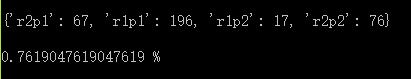 {'r2p1': 67, 'r1p1': 196, 'r1p2': 17, 'r2p2': 76}
0.7619047619047619 %